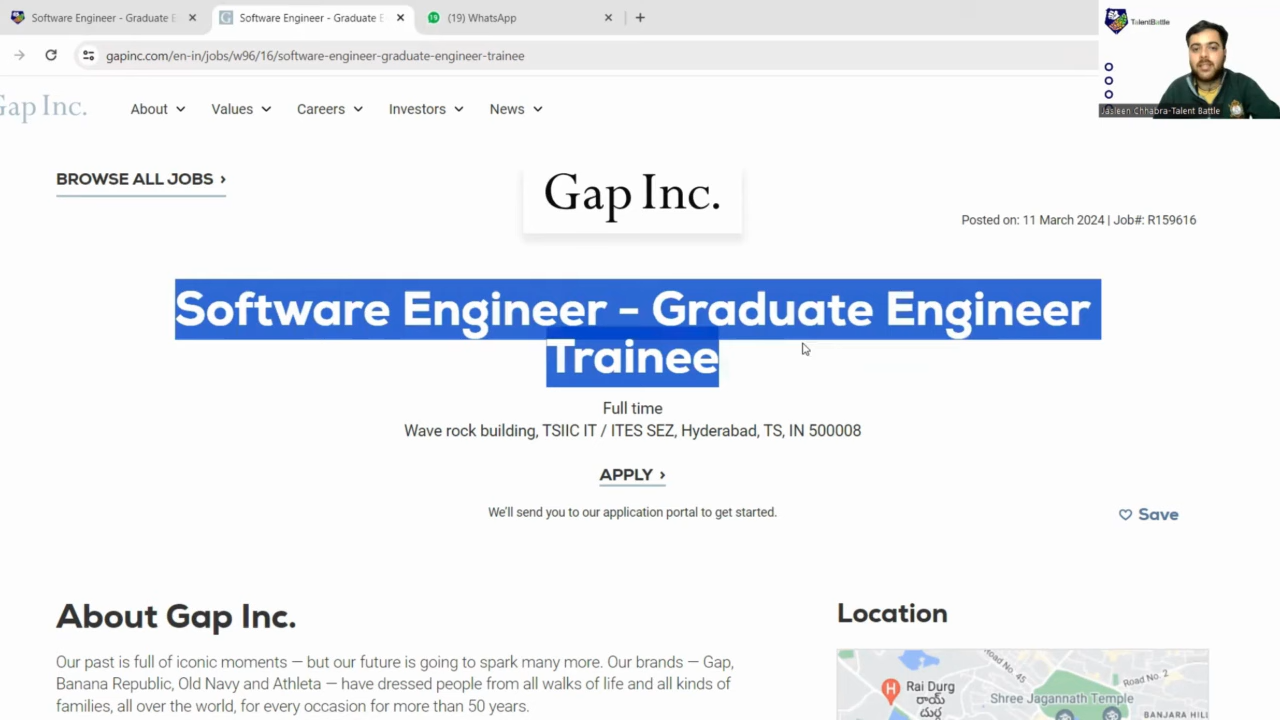 Software Engineer - Graduate E
Software Engineer - Graduate E
(19) WhatsApp
gapinc.com/en-in/jobs/w96/16/software-engineer-graduate-engineer-trainee
TalentBattle
Jasleen Chhabra-Talent Battle
Gap Inc.
About
Values
Careers
Investors
News
BROWSE ALL JOBS ›
Gap Inc.
Posted on: 11 March 2024 | Job#: R159616
Software Engineer - Graduate Engineer
Trainee
Full time
Wave rock building, TSIIC IT / ITES SEZ, Hyderabad, TS, IN 500008
APPLY ›
We'll send you to our application portal to get started.
Save
About Gap Inc.
Our past is full of iconic moments — but our future is going to spark many more. Our brands — Gap,
Banana Republic, Old Navy and Athleta — have dressed people from all walks of life and all kinds of
families, all over the world, for every occasion for more than 50 years.
Location
Road No. 45
Rai Durg
రాయ్
దుర్గ
Shree Jagannath Temple
Road No. 2
BANJARA HILL